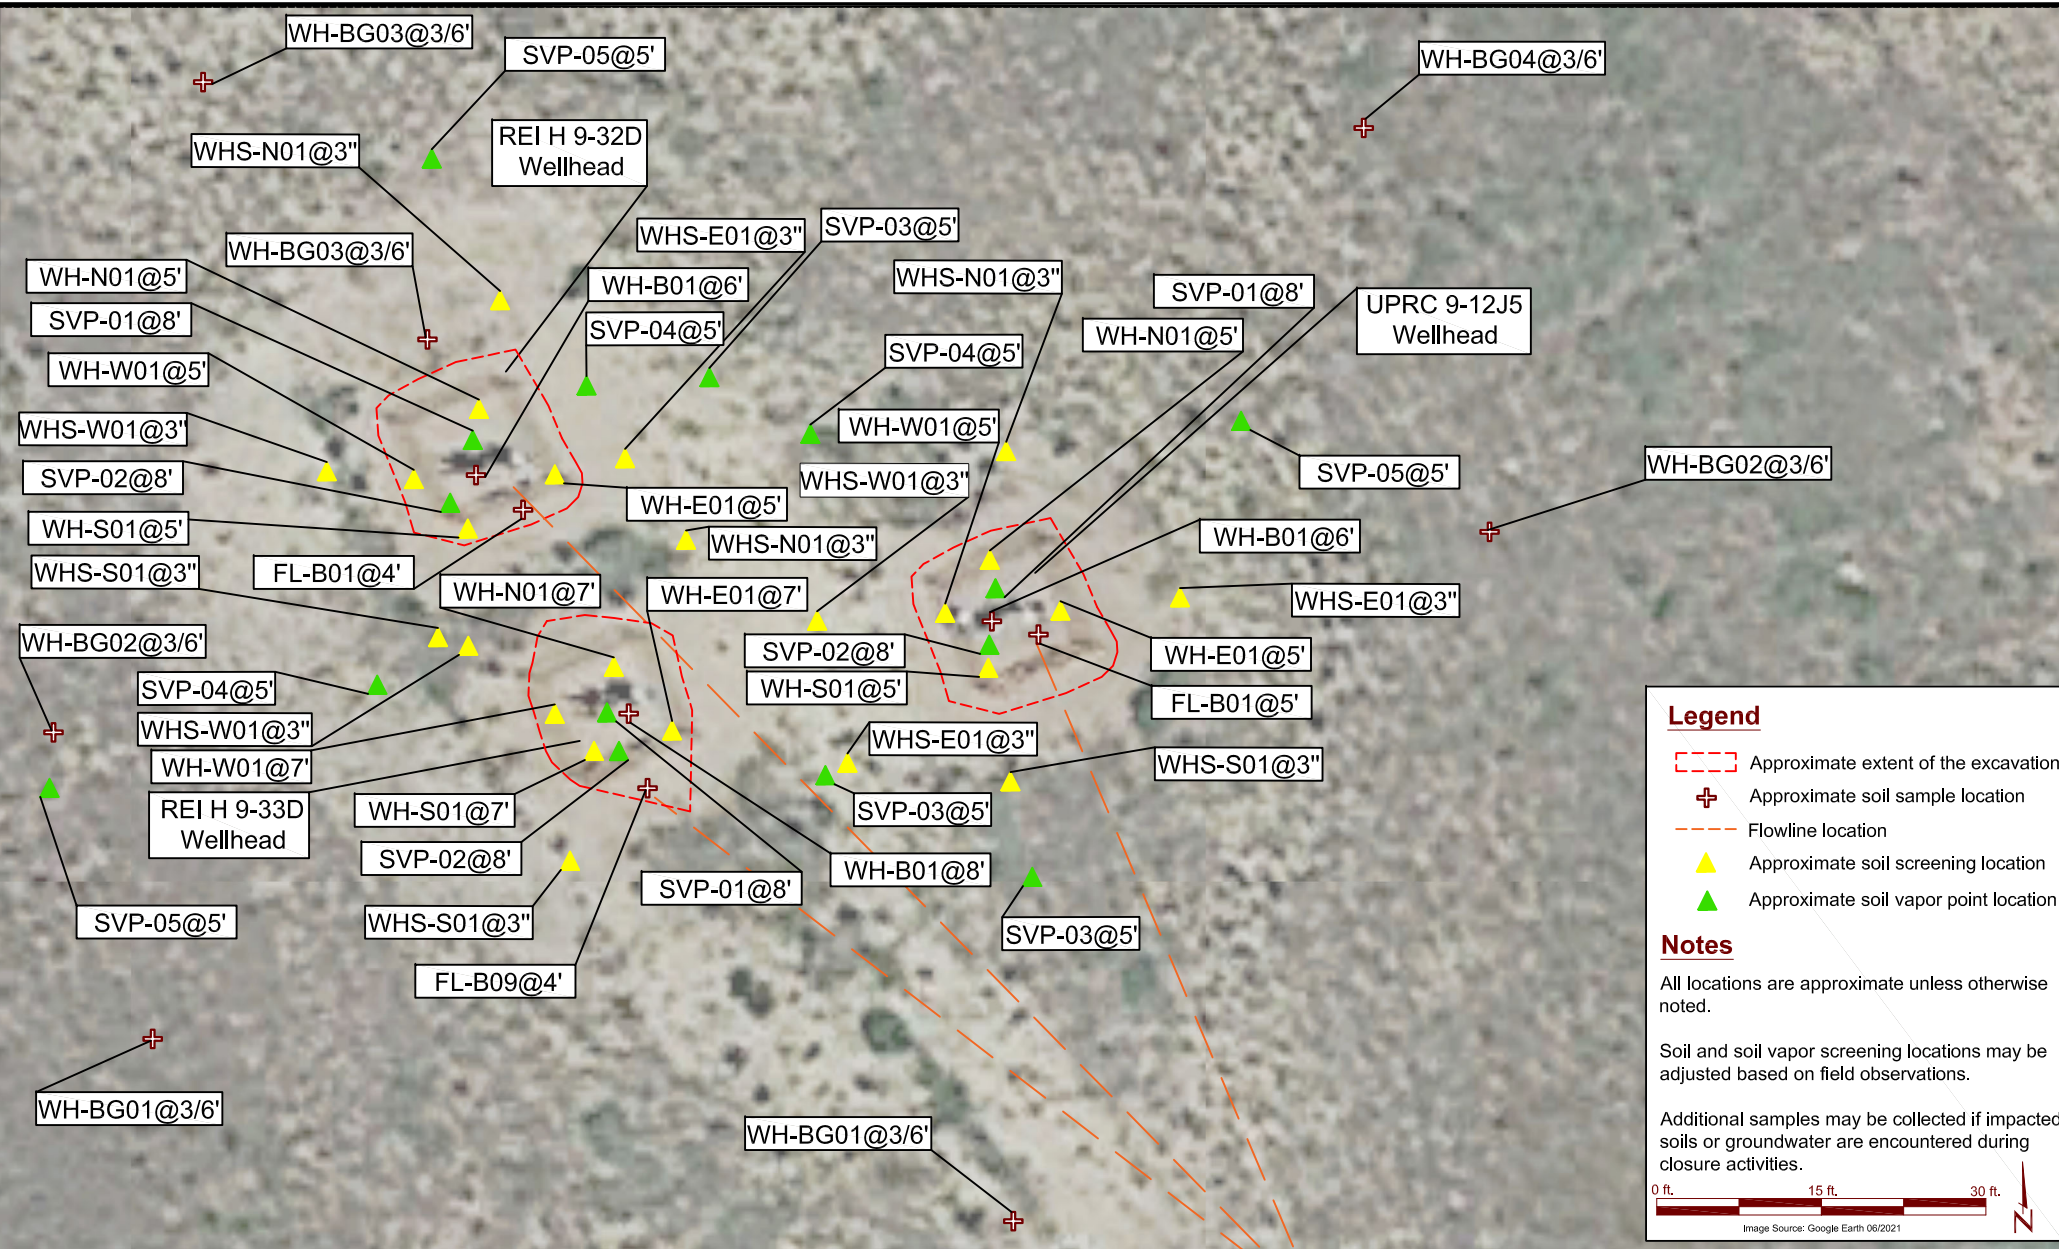 WH-BG03@3/6'
SVP-05@5'
WH-BG04@3/6'
REI H 9-32D
Wellhead
WHS-N01@3"
WHS-E01@3"
SVP-03@5'
WH-BG03@3/6'
WH-N01@5'
WH-B01@6'
WHS-N01@3"
SVP-01@8'
UPRC 9-12J5
Wellhead
SVP-01@8'
SVP-04@5'
WH-N01@5'
SVP-04@5'
WH-W01@5'
WHS-W01@3"
WH-W01@5'
SVP-05@5'
WH-BG02@3/6'
SVP-02@8'
WHS-W01@3"
WH-E01@5'
WH-S01@5'
WHS-N01@3"
WH-B01@6'
WHS-S01@3"
FL-B01@4'
WH-N01@7'
WH-E01@7'
WHS-E01@3"
WH-BG02@3/6'
SVP-02@8'
WH-E01@5'
SVP-04@5'
WH-S01@5'
FL-B01@5'
WHS-W01@3"
WHS-E01@3"
WH-W01@7'
WHS-S01@3"
REI H 9-33D
Wellhead
WH-S01@7'
SVP-03@5'
SVP-02@8'
WH-B01@8'
SVP-01@8'
SVP-05@5'
WHS-S01@3"
SVP-03@5'
FL-B09@4'
WH-BG01@3/6'
WH-BG01@3/6'
Legend
Approximate extent of the excavation
Approximate soil sample location
Flowline location
Approximate soil screening location
Approximate soil vapor point location
Notes
All locations are approximate unless otherwise
noted.
Soil and soil vapor screening locations may be
adjusted based on field observations.
Additional samples may be collected if impacted
soils or groundwater are encountered during
closure activities.
0 ft. 15 ft. 30 ft.
N
Image Source: Google Earth 06/2021